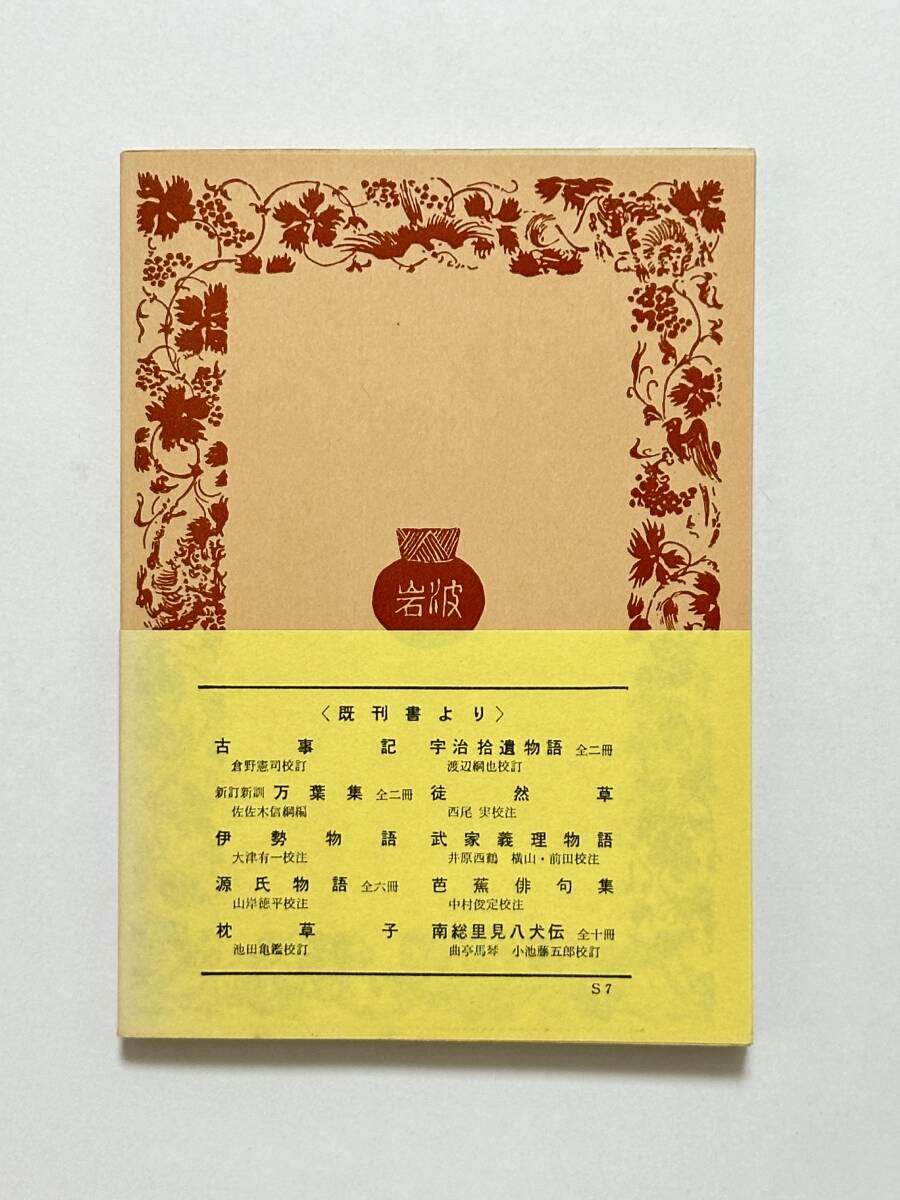 岩波
〈既刊書より〉
古事記
倉野憲司校訂
新訂新訓 万葉集 全二冊
佐佐木信綱編
伊勢物語
大津有一校注
源氏物語 全六冊
山岸徳平校注
枕草子
池田亀鑑校訂
宇治拾遺物語 全二冊
渡辺綱也校訂
徒然草
西尾 実校注
武家義理物語
井原西鶴 横山・前田校注
芭蕉俳句集
中村俊定校注
南総里見八犬伝 全十冊
曲亭馬琴 小池藤五郎校訂
S7